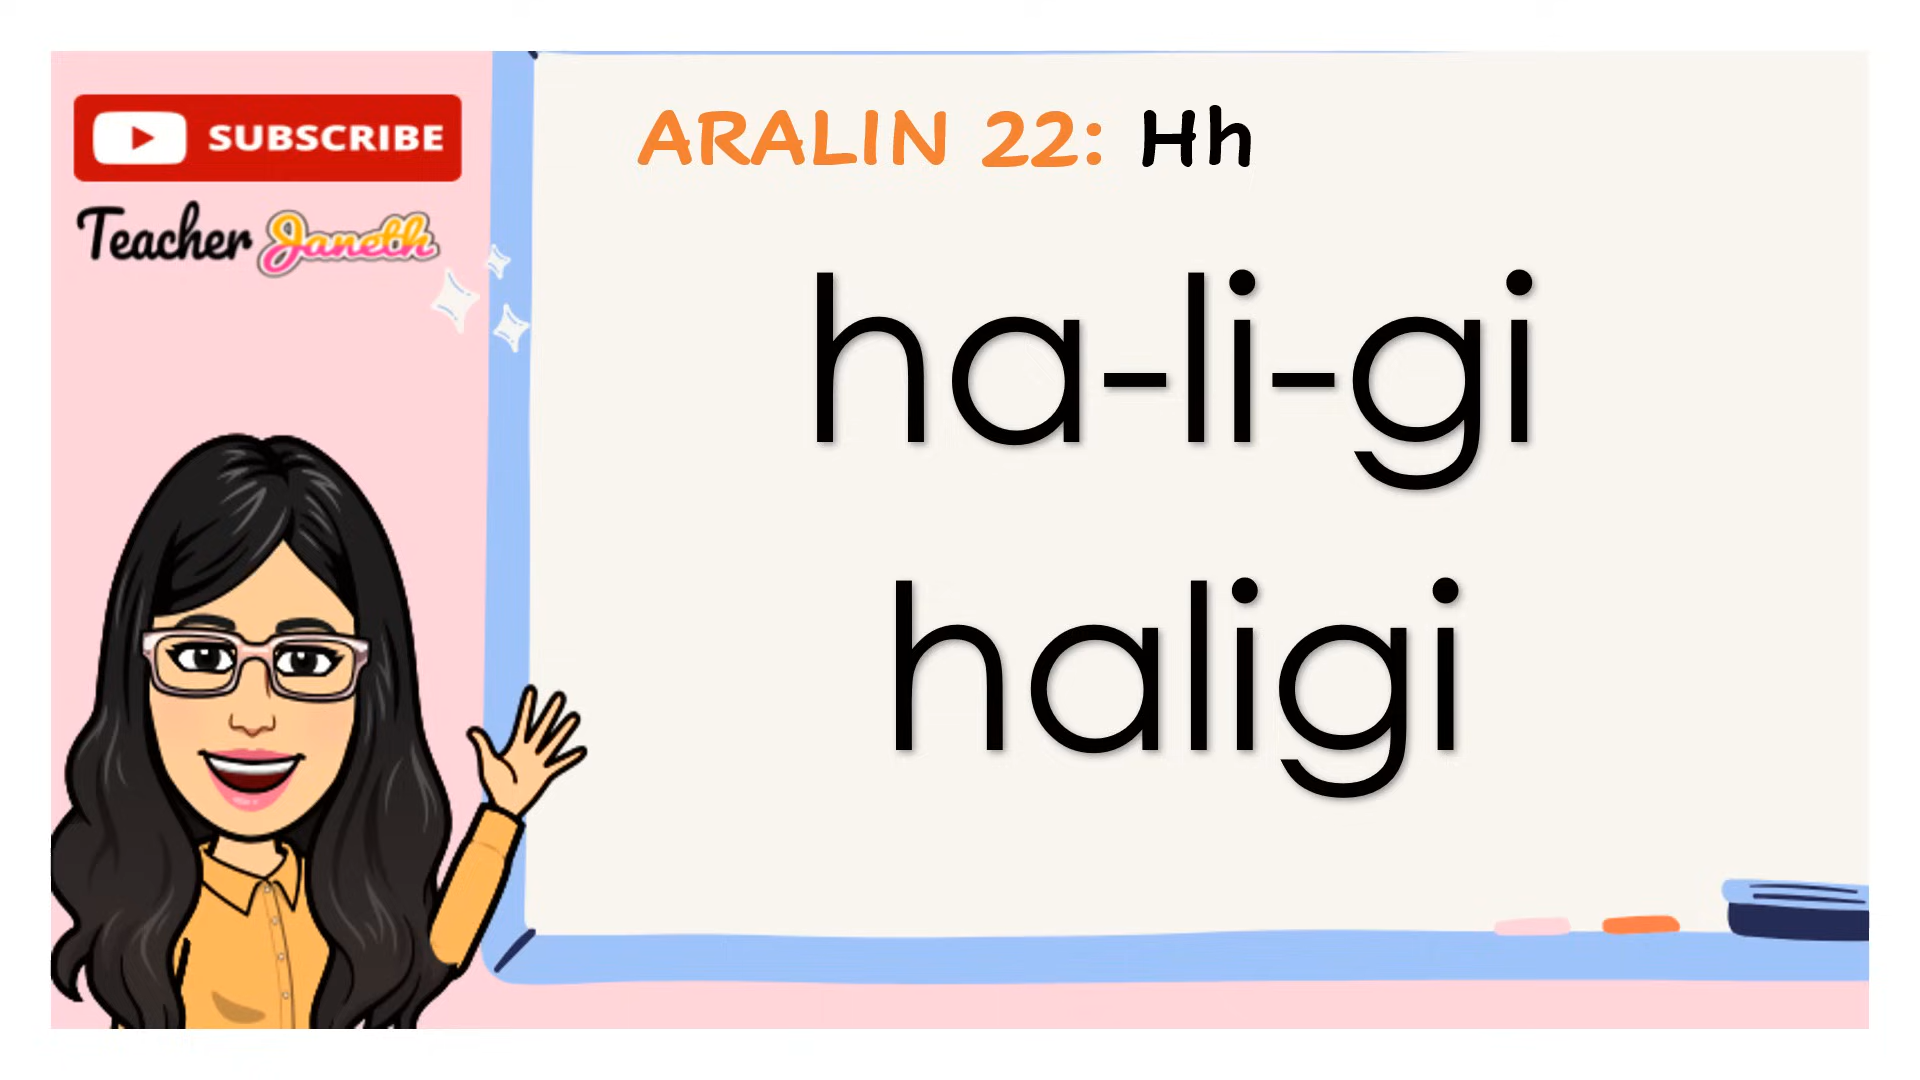 SUBSCRIBE
Teacher Janeth
ARALIN 22: Hh
ha-li-gi
haligi